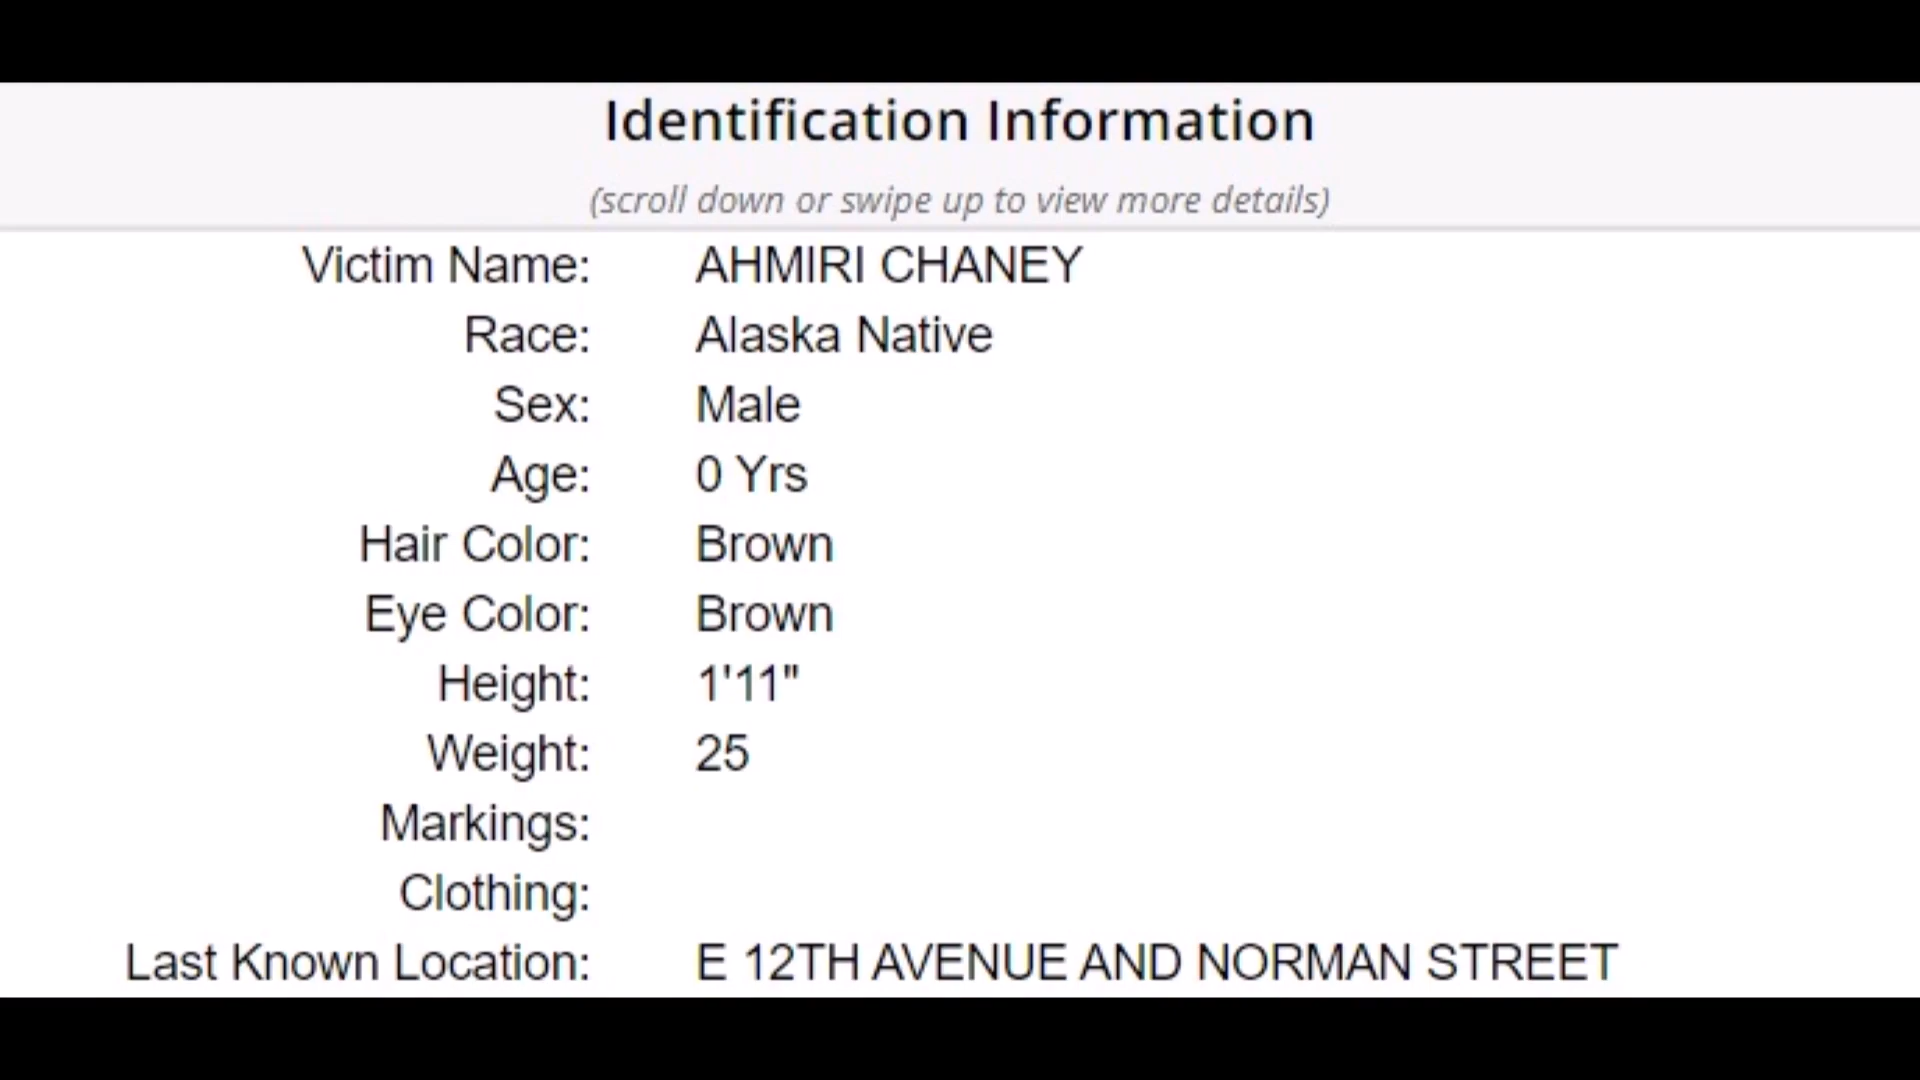 Identification Information
(scroll down or swipe up to view more details)
Victim Name: AHMIRI CHANEY
Race: Alaska Native
Sex: Male
Age: 0 Yrs
Hair Color: Brown
Eye Color: Brown
Height: 1'11"
Weight: 25
Markings:
Clothing:
Last Known Location: E 12TH AVENUE AND NORMAN STREET